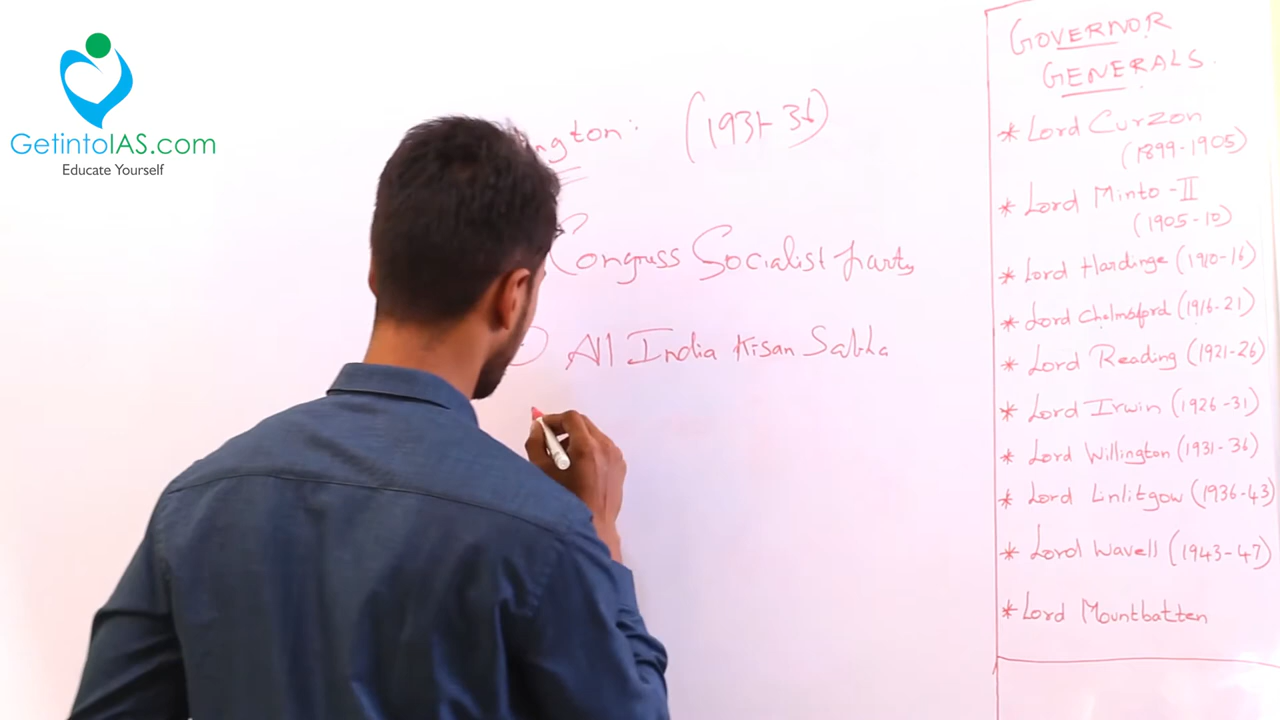 GetintoIAS.com
Educate Yourself
ngton: (1931-36)
Congress Socialist party
All India Kisan Sabha
GOVERNOR
GENERALS.
* Lord Curzon
(1899-1905)
* Lord Minto-II
(1905-10)
* Lord Hardinge (1910-16)
* Lord Chelmsford (1916-21)
* Lord Reading (1921-26)
* Lord Irwin (1926-31)
* Lord Willington (1931-36)
* Lord Linlitgow (1936-43)
* Lord Wavell (1943-47)
* Lord Mountbatten